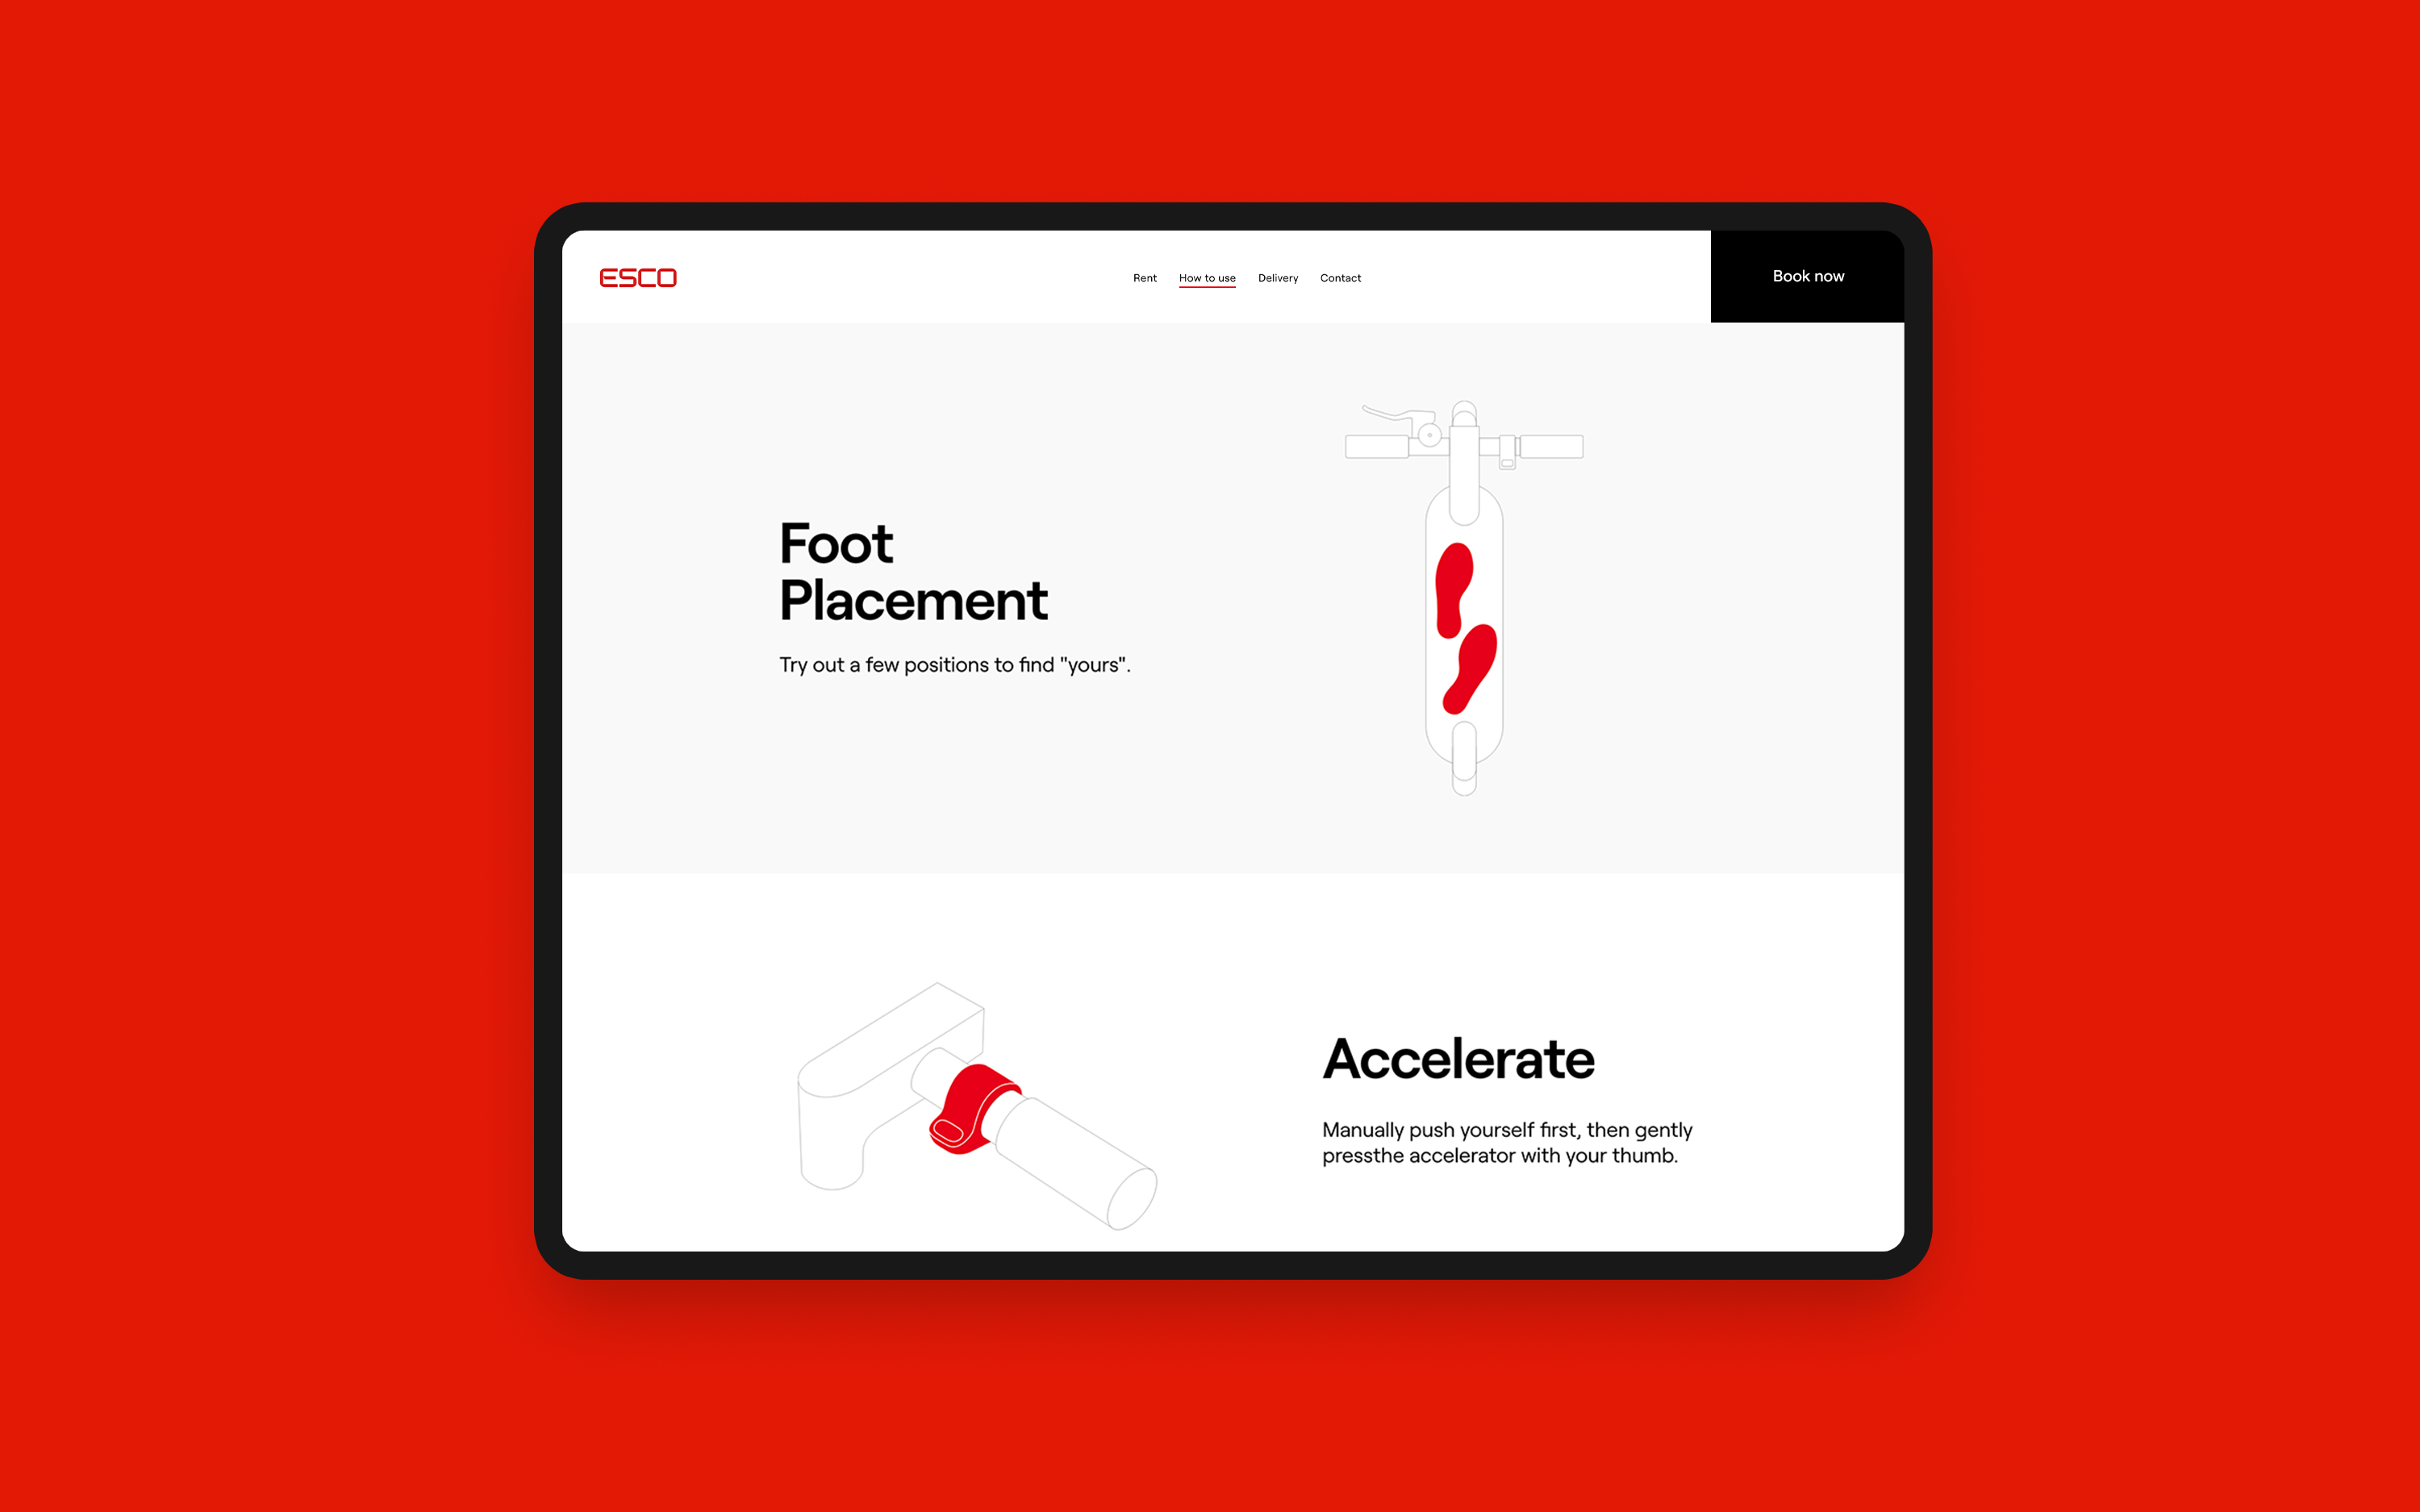 ESCO
Rent
How to use
Delivery
Contact
Book now
Foot
Placement
Try out a few positions to find "yours".
Accelerate
Manually push yourself first, then gently
pressthe accelerator with your thumb.